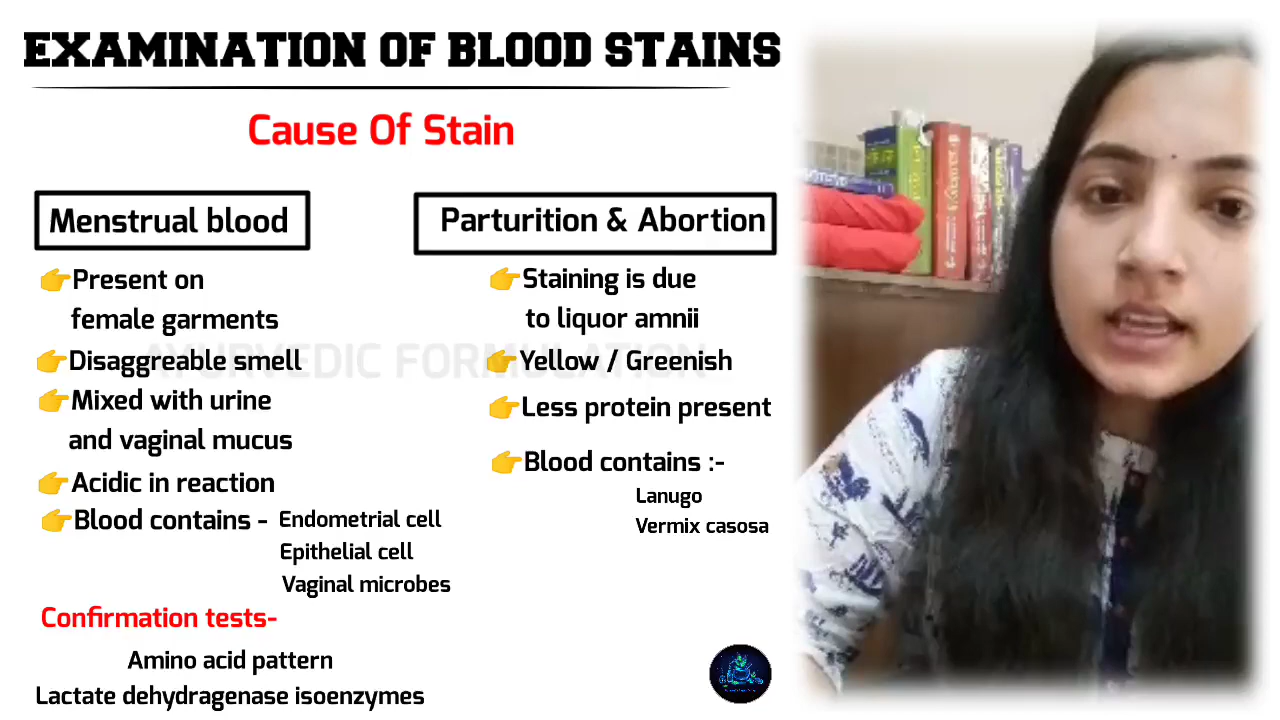 EXAMINATION OF BLOOD STAINS
Cause Of Stain
Menstrual blood
👉Present on
female garments
👉Disaggreable smell
👉Mixed with urine
and vaginal mucus
👉Acidic in reaction
👉Blood contains - Endometrial cell
Epithelial cell
Vaginal microbes
Confirmation tests-
Amino acid pattern
Lactate dehydragenase isoenzymes
Parturition & Abortion
👉Staining is due
to liquor amnii
👉Yellow / Greenish
👉Less protein present
👉Blood contains :-
Lanugo
Vermix casosa
AYURVEDIC FORMULATION